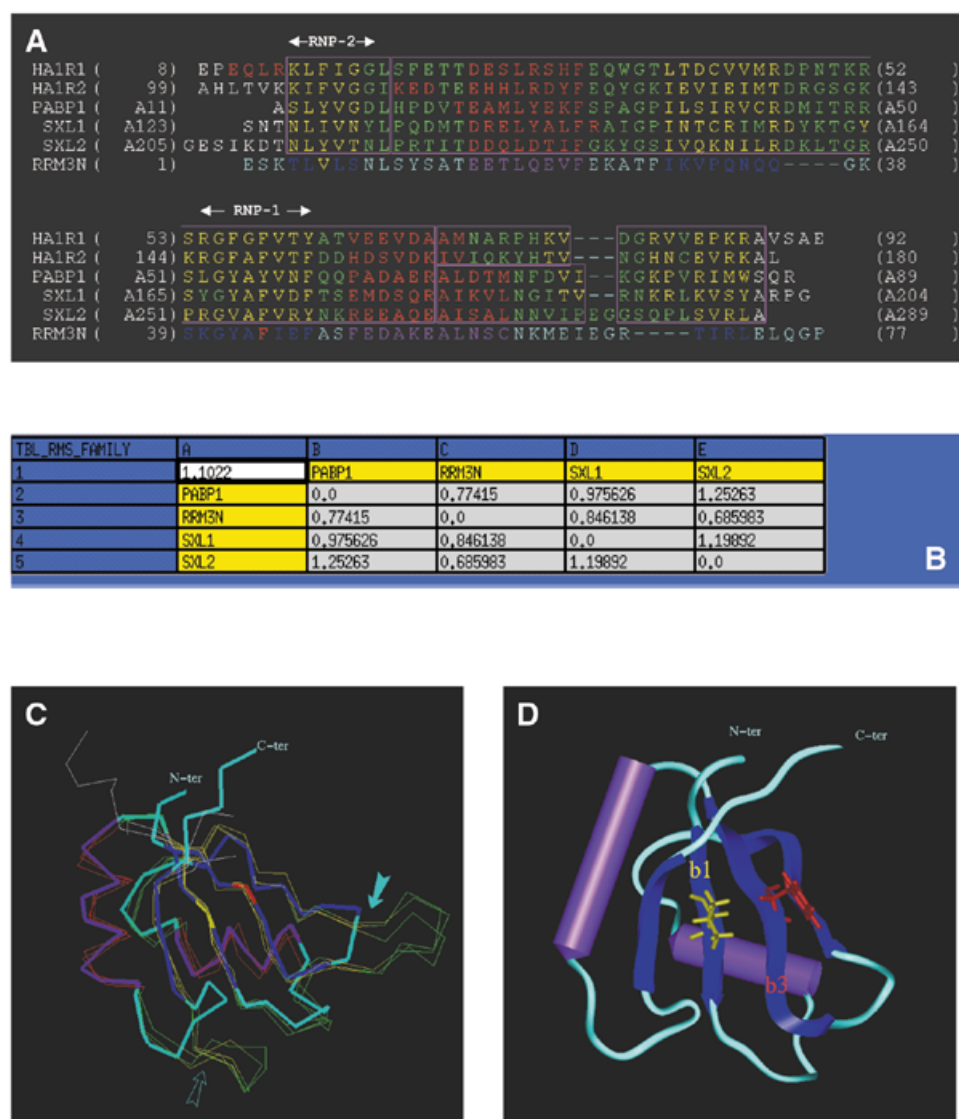 A
RNP-2
HA1R1 ( 8) EPEQLRKLFIGGLSFETTDESLRSHFEQWGTLTDCVVMRDPNTKR (52 )
HA1R2 ( 99) AHLTVKKIFVGGIKEDTEEHHLRDYFEQYGKIEVIEIMTDRGSGK (143 )
PABP1 ( A11) ASLYVGDLHPDVTEAMLYEKFSPAGPILSIRVCRDMITRR (A50 )
SXL1 ( A123) SNTNLIVNYLPQDMTDRELYALFRAIGPINTCRIMRDYKTGY (A164 )
SXL2 ( A205) GESIKDTNLYVTNLPRTITDDQLDTIFGKYGSIVQKNILRDKLTGR (A250 )
RRM3N ( 1) ESKTLVLSNLSYSATEETLQEVFEKATFIKVPQNQQ----GK (38 )
RNP-1
HA1R1 ( 53) SRGFGFVTYATVEEVDAAMNARPHKV---DGRVVEPKRAVSAE (92 )
HA1R2 ( 144) KRGFAFVTFDDHDSVDKIVIQKYHTV---NGHNCEVRKAL (180 )
PABP1 ( A51) SLGYAYVNFQQPADAERALDTMNFDVI---KGKPVRIMWSQR (A89 )
SXL1 ( A165) SYGYAFVDFTSEMDSQRAIKVLNGITV---RNKRLKVSYARPG (A204 )
SXL2 ( A251) PRGVAFVRYNKREEAQEAISALNNVIPEGGSQPLSVRLA (A289 )
RRM3N ( 39) SKGYAFIEFASFEDAKEALNSCNKMEIEGR----TIRLELQGP (77 )
TBL_RMS_FAMILY A B C D E
1 1.1022 PABP1 RRM3N SXL1 SXL2
2 PABP1 0.0 0.77415 0.975626 1.25263
3 RRM3N 0.77415 0.0 0.846138 0.685983
4 SXL1 0.975626 0.846138 0.0 1.19892
5 SXL2 1.25263 0.685983 1.19892 0.0
B
C
C-ter
N-ter
D
N-ter
C-ter
b1
b3